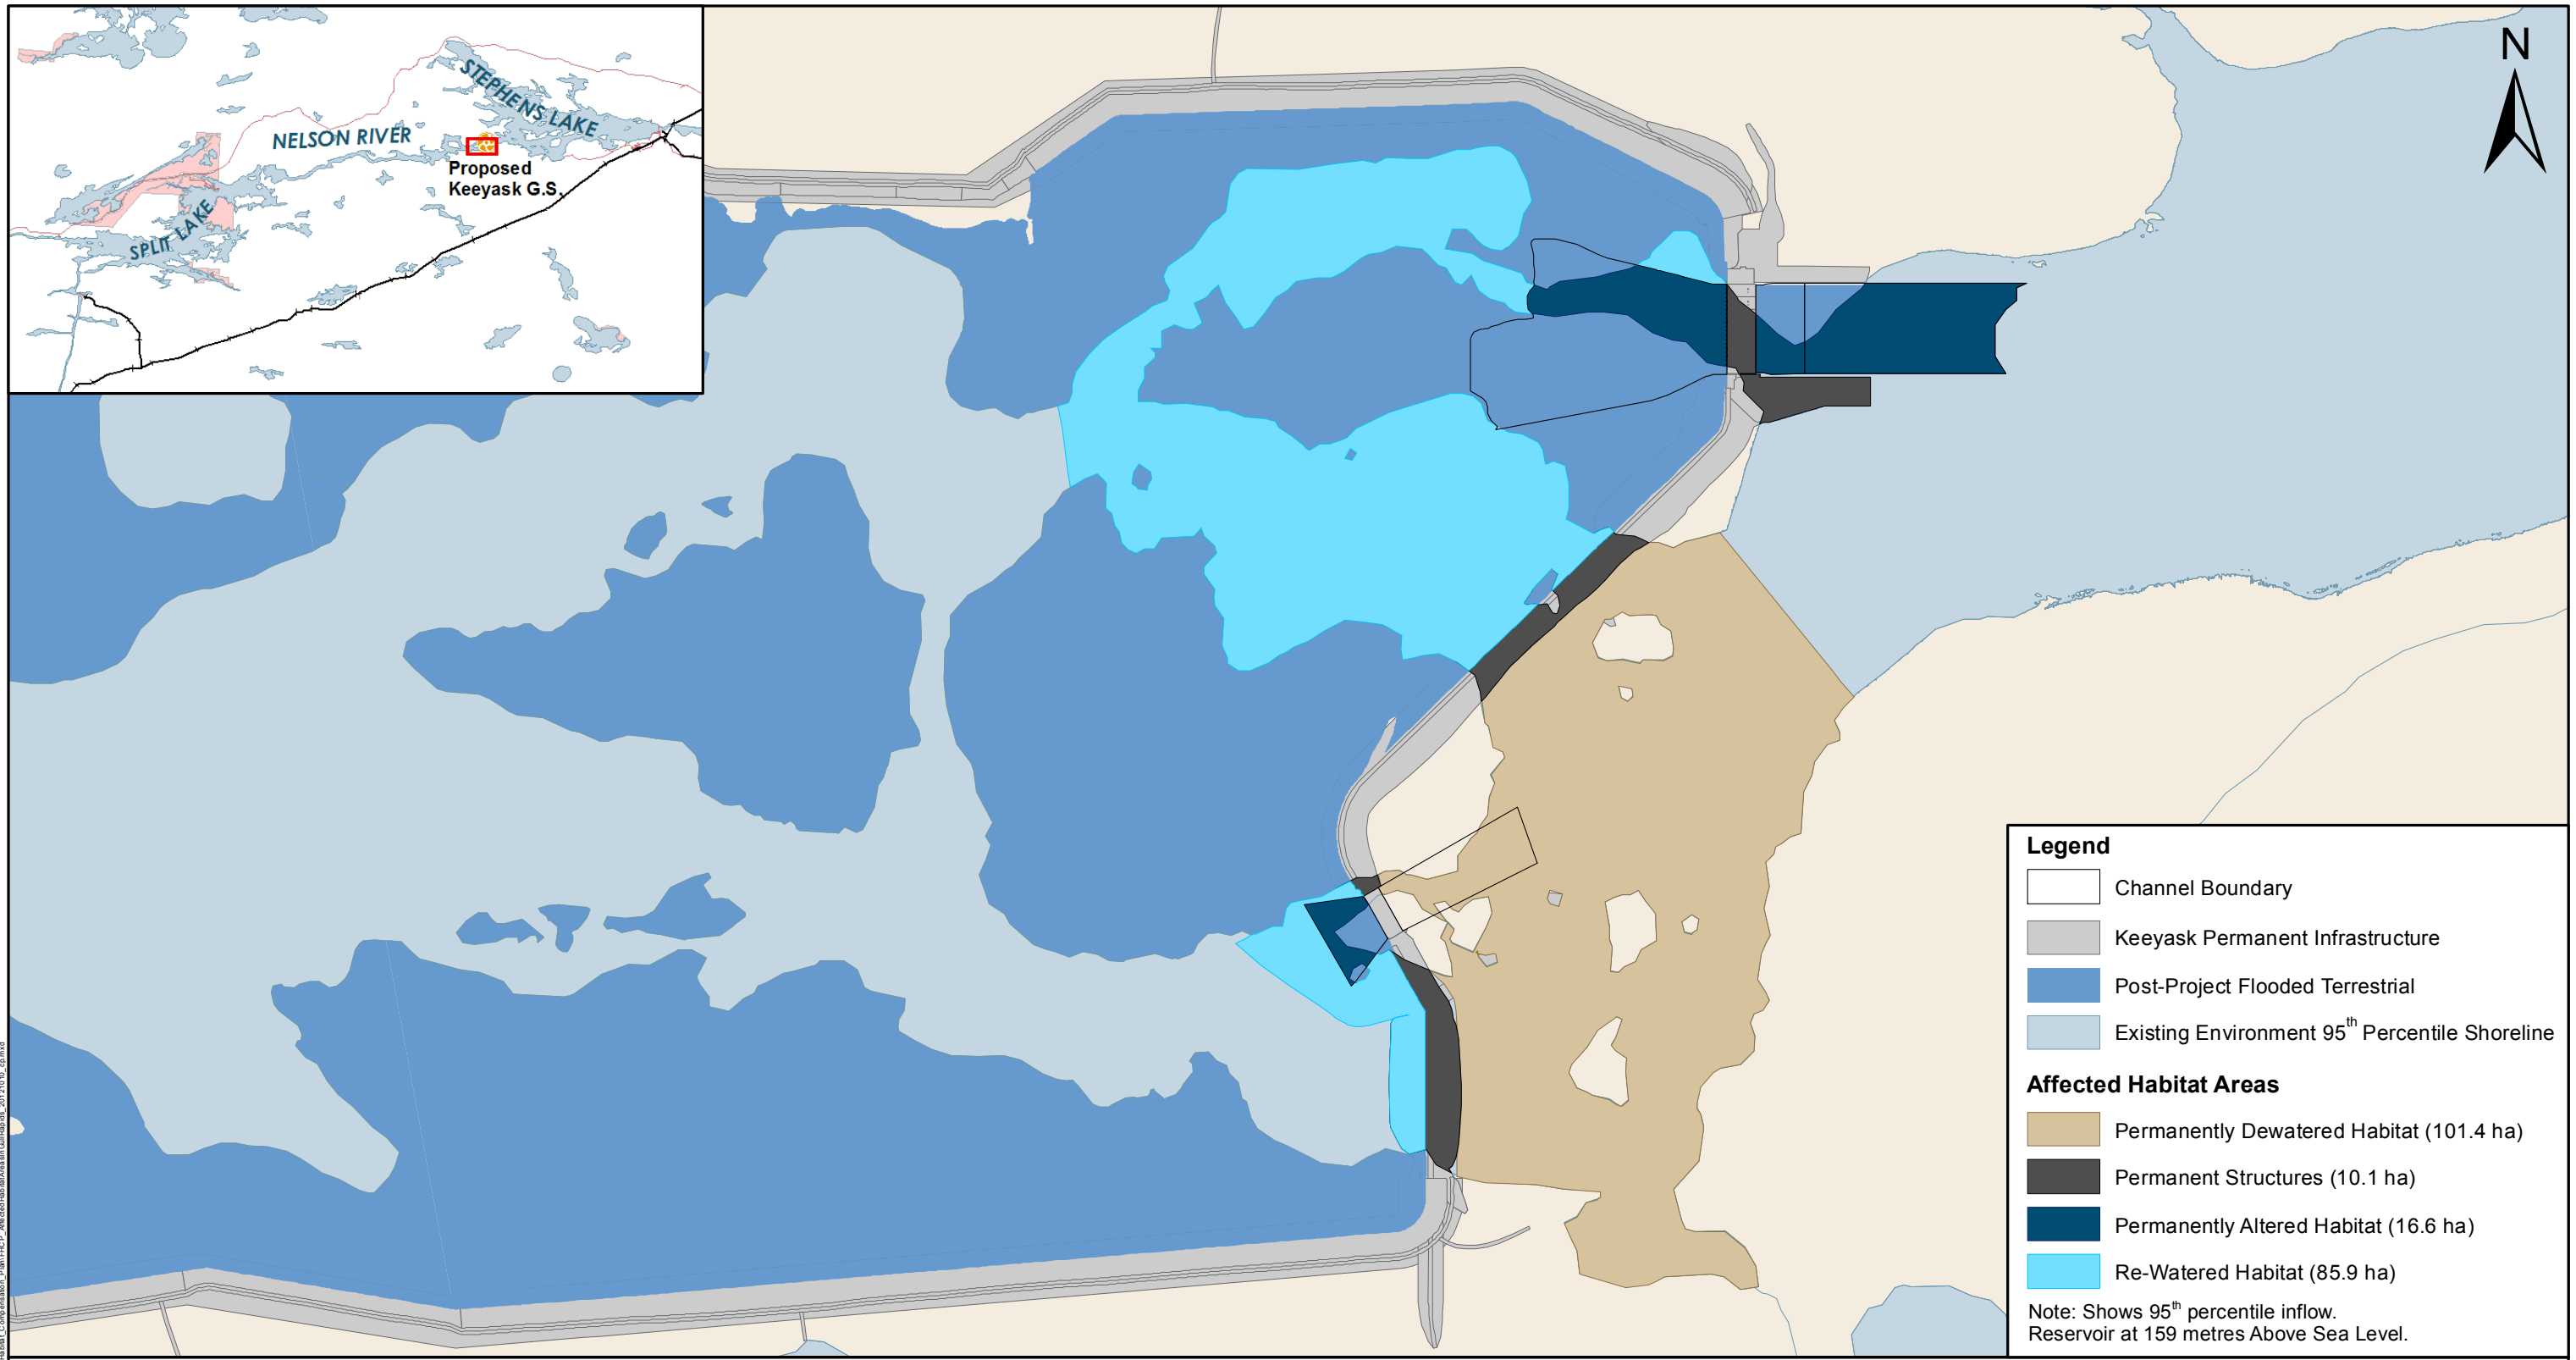 STEPHENS LAKE
NELSON RIVER
Proposed
Keeyask G.S.
SPLIT LAKE
N
Legend
Channel Boundary
Keeyask Permanent Infrastructure
Post-Project Flooded Terrestrial
Existing Environment 95th Percentile Shoreline
Affected Habitat Areas
Permanently Dewatered Habitat (101.4 ha)
Permanent Structures (10.1 ha)
Permanently Altered Habitat (16.6 ha)
Re-Watered Habitat (85.9 ha)
Note: Shows 95th percentile inflow.
Reservoir at 159 metres Above Sea Level.